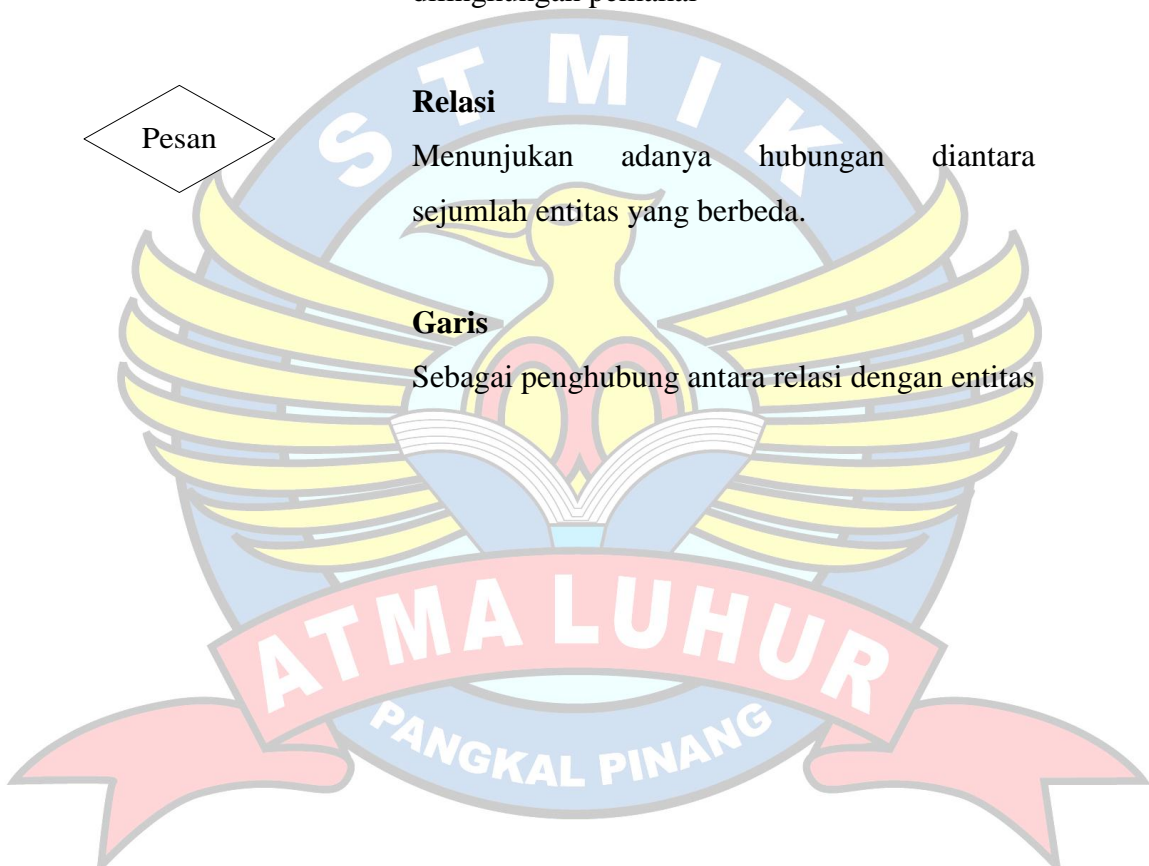 Relasi
Pesan
Menunjukan adanya hubungan diantara
sejumlah entitas yang berbeda.
Garis
Sebagai penghubung antara relasi dengan entitas
STMIK
ATMA LUHUR
PANGKAL PINANG